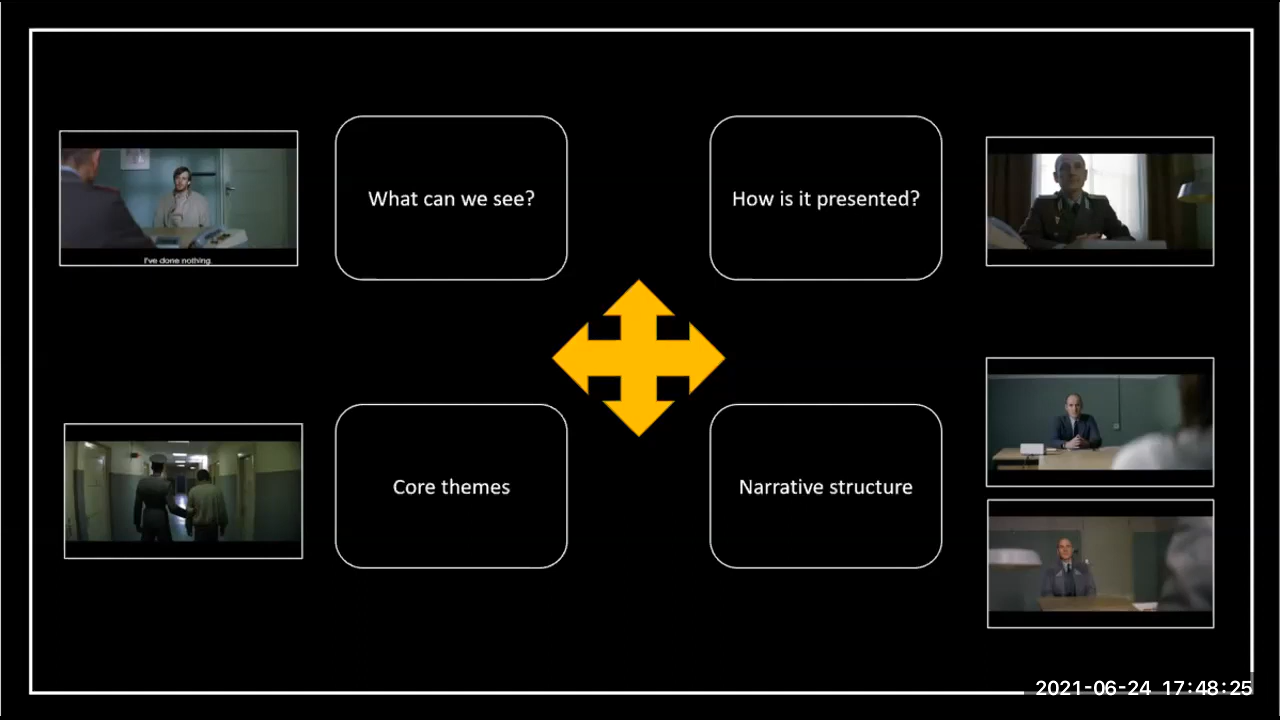 What can we see?
How is it presented?
I've done nothing.
Core themes
Narrative structure
2021-06-24 17:48:25